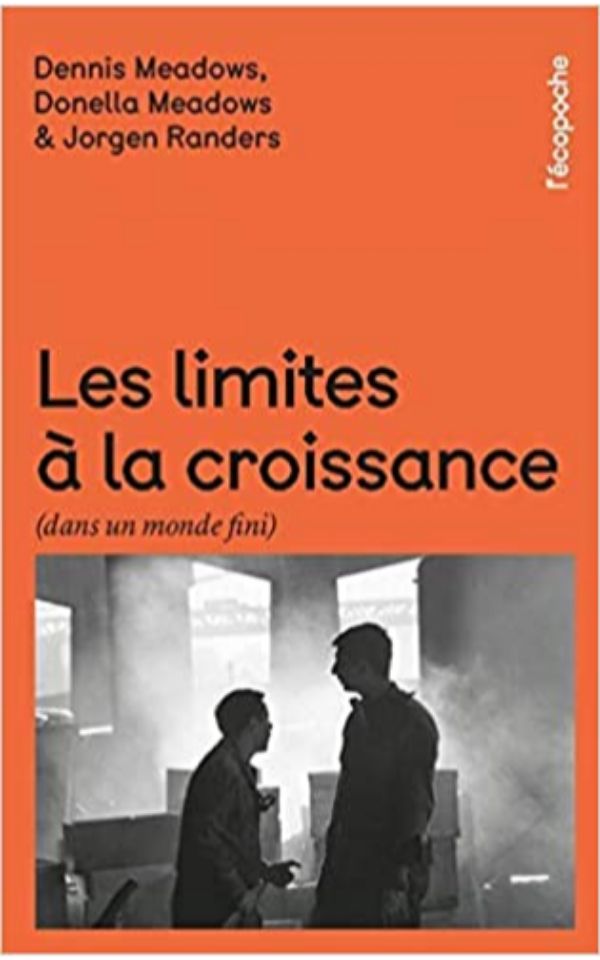 Dennis Meadows,
Donella Meadows
& Jorgen Randers
l'écopoche
Les limites
à la croissance
(dans un monde fini)